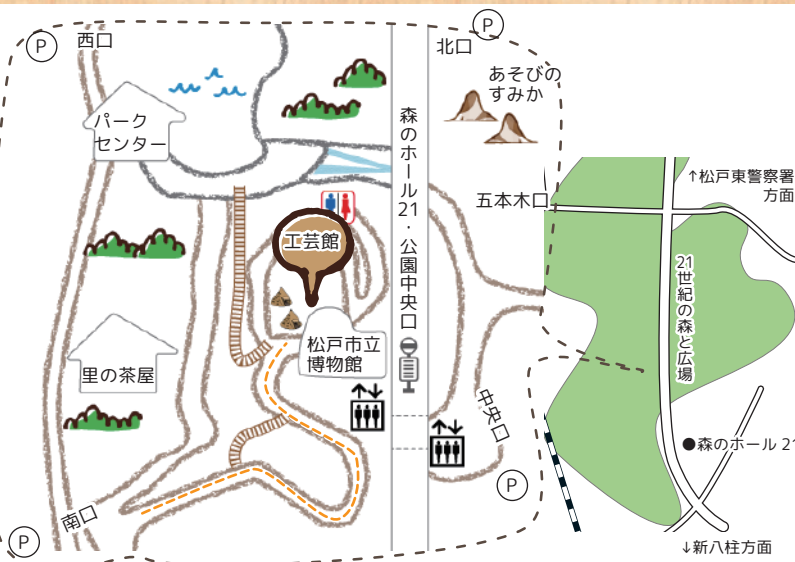 P
西口
P
北口
あそびの
すみか
パーク
センター
森のホール21・公園中央口
五本木口
↑松戸東警察署
方面
工芸館
21世紀の森と広場
松戸市立
博物館
里の茶屋
中央口
●森のホール 21
P
南口
P
↓新八柱方面